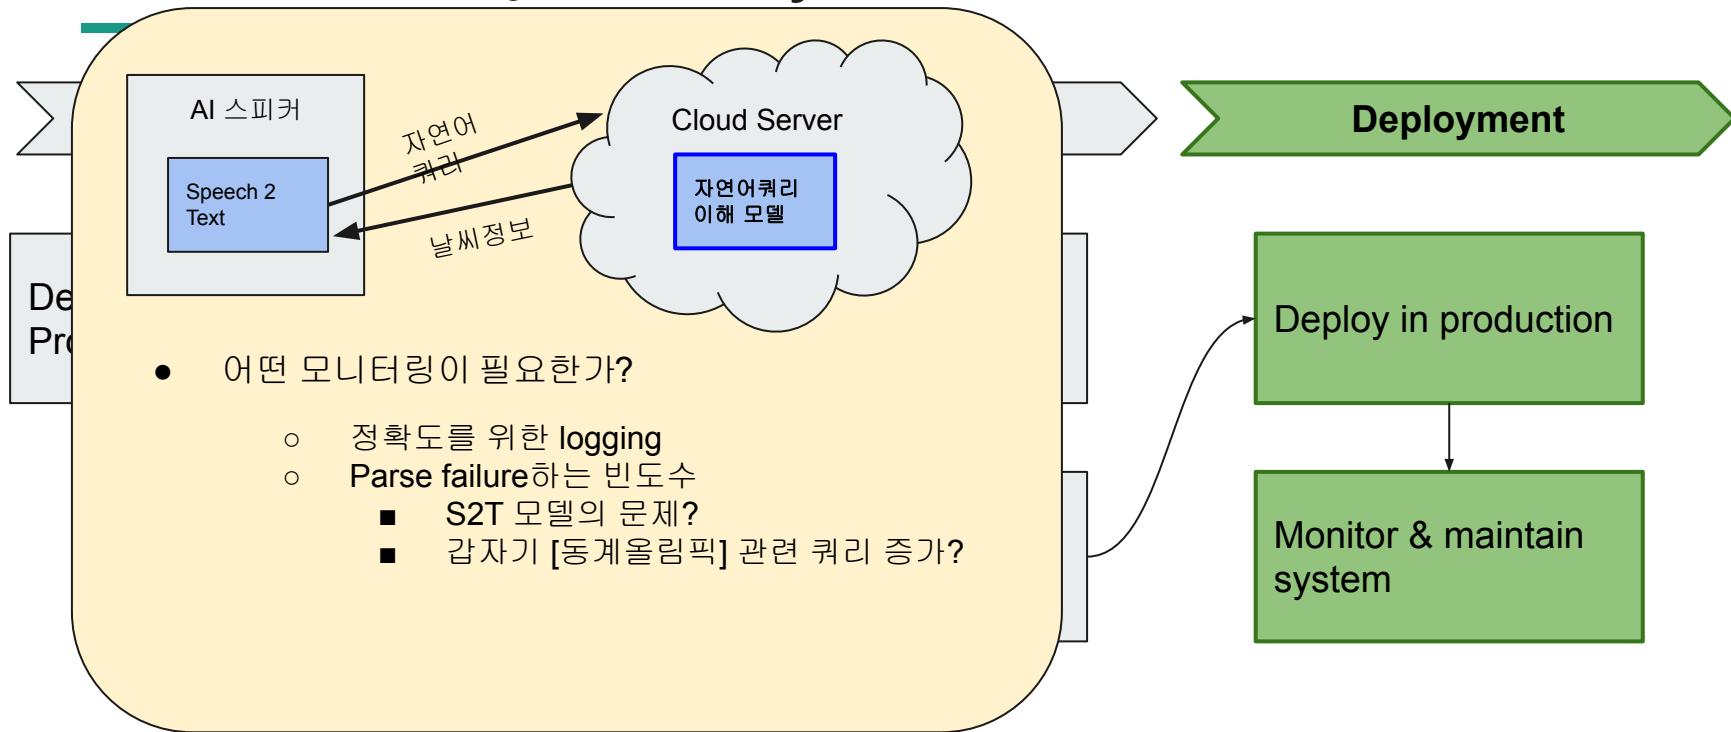 AI 스피커
Speech 2
Text
자연어
쿼리
날씨정보
Cloud Server
자연어쿼리
이해 모델
● 어떤 모니터링이 필요한가?
○ 정확도를 위한 logging
○ Parse failure하는 빈도수
■ S2T 모델의 문제?
■ 갑자기 [동계올림픽] 관련 쿼리 증가?
De
Pro
Deployment
Deploy in production
Monitor & maintain
system